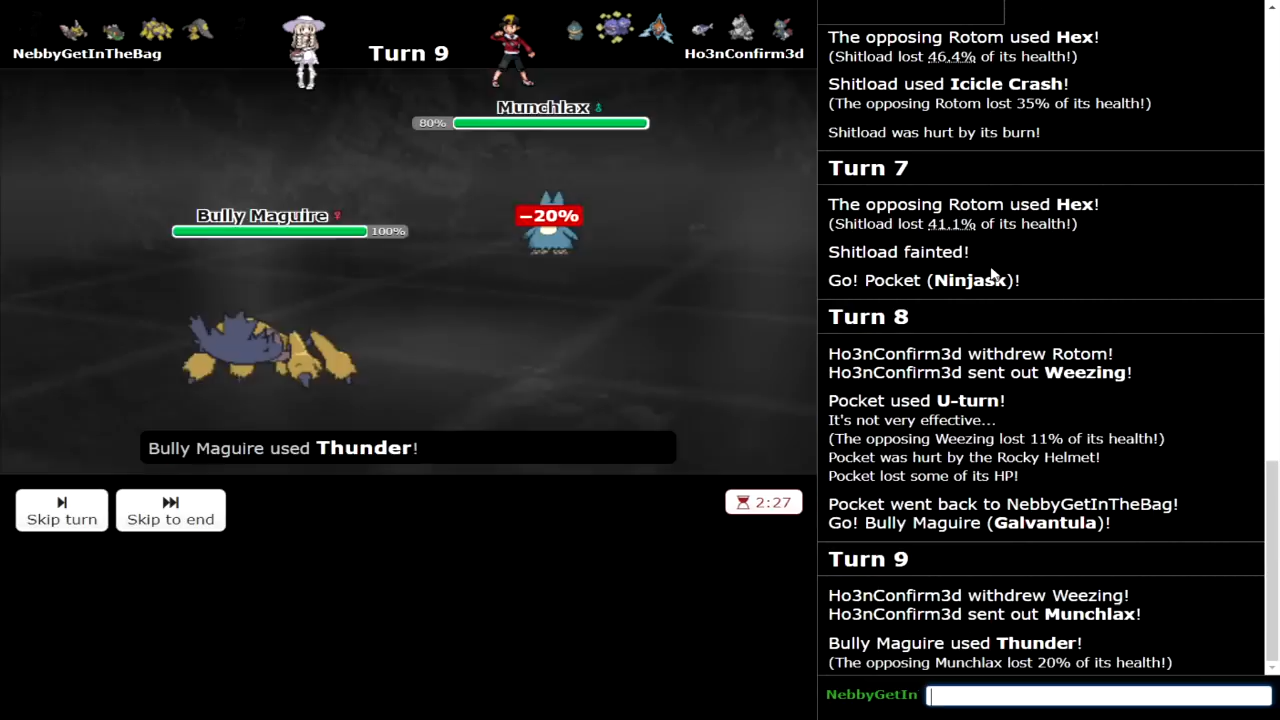 NebbyGetInTheBag
Turn 9
Ho3nConfirm3d
Munchlax
80%
−20%
Bully Maguire
100%
Bully Maguire used Thunder!
Skip turn
Skip to end
2:27
The opposing Rotom used Hex!
(Shitload lost 46.4% of its health!)
Shitload used Icicle Crash!
(The opposing Rotom lost 35% of its health!)
Shitload was hurt by its burn!
Turn 7
The opposing Rotom used Hex!
(Shitload lost 41.1% of its health!)
Shitload fainted!
Go! Pocket (Ninjask)!
Turn 8
Ho3nConfirm3d withdrew Rotom!
Ho3nConfirm3d sent out Weezing!
Pocket used U-turn!
It's not very effective...
(The opposing Weezing lost 11% of its health!)
Pocket was hurt by the Rocky Helmet!
Pocket lost some of its HP!
Pocket went back to NebbyGetInTheBag!
Go! Bully Maguire (Galvantula)!
Turn 9
Ho3nConfirm3d withdrew Weezing!
Ho3nConfirm3d sent out Munchlax!
Bully Maguire used Thunder!
(The opposing Munchlax lost 20% of its health!)
NebbyGetIn